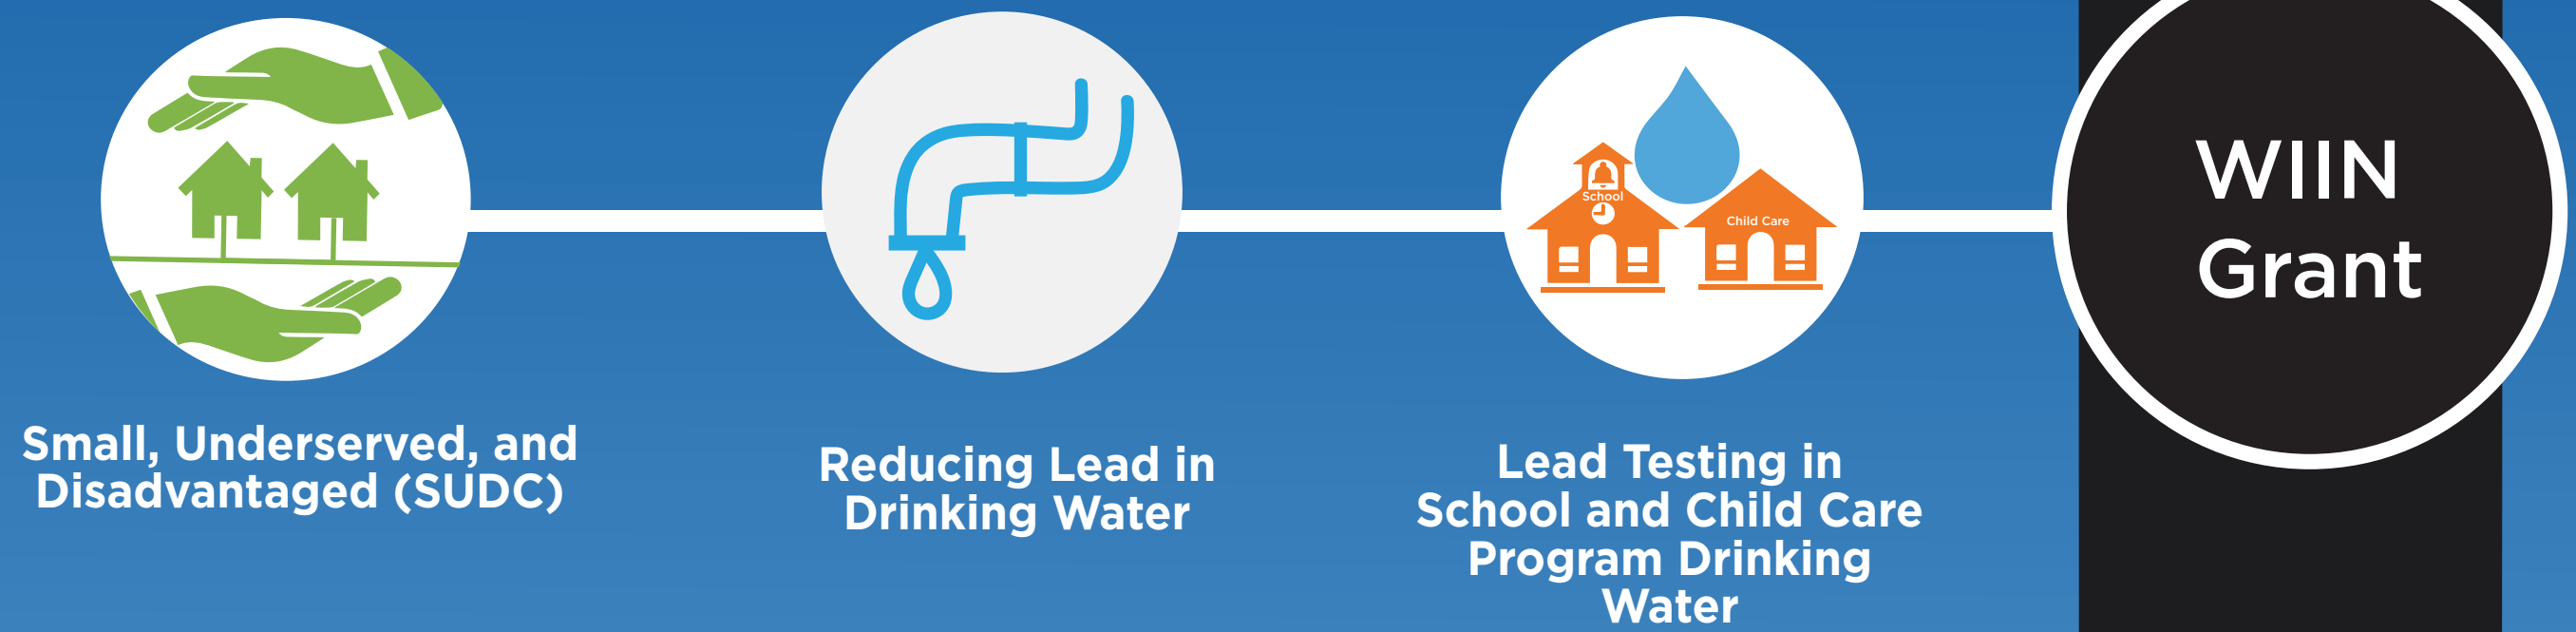 School
Child Care
WIIN
Grant
Small, Underserved, and
Disadvantaged (SUDC)
Reducing Lead in
Drinking Water
Lead Testing in
School and Child Care
Program Drinking
Water